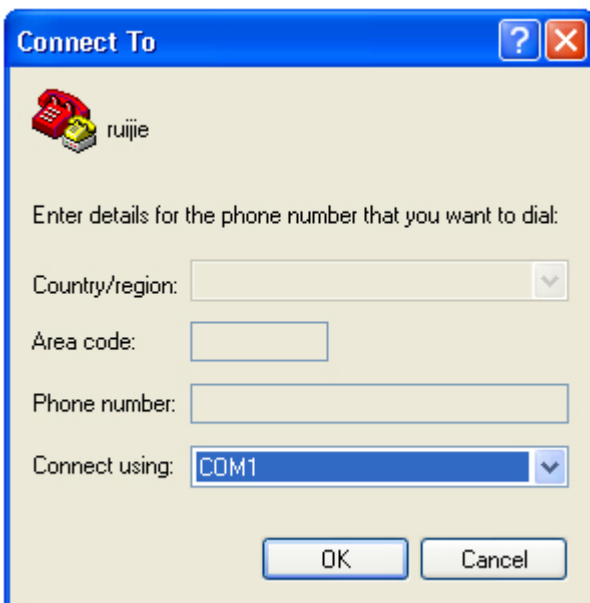 Connect To
ruijie
Enter details for the phone number that you want to dial:
Country/region:
Area code:
Phone number:
Connect using: COM1
OK Cancel